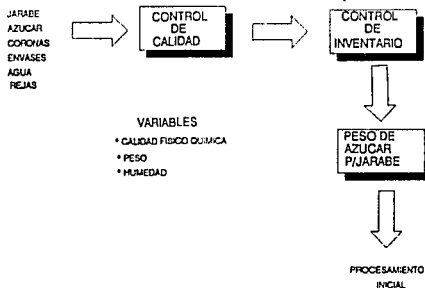 JARABE
AZUCAR
CORONAS
ENVASES
AGUA
REJAS
CONTROL
DE
CALIDAD
CONTROL
DE
INVENTARIO
VARIABLES
* CALIDAD FISICO QUIMICA
* PESO
* HUMEDAD
PESO DE
AZUCAR
P/JARABE
PROCESAMIENTO
INICIAL